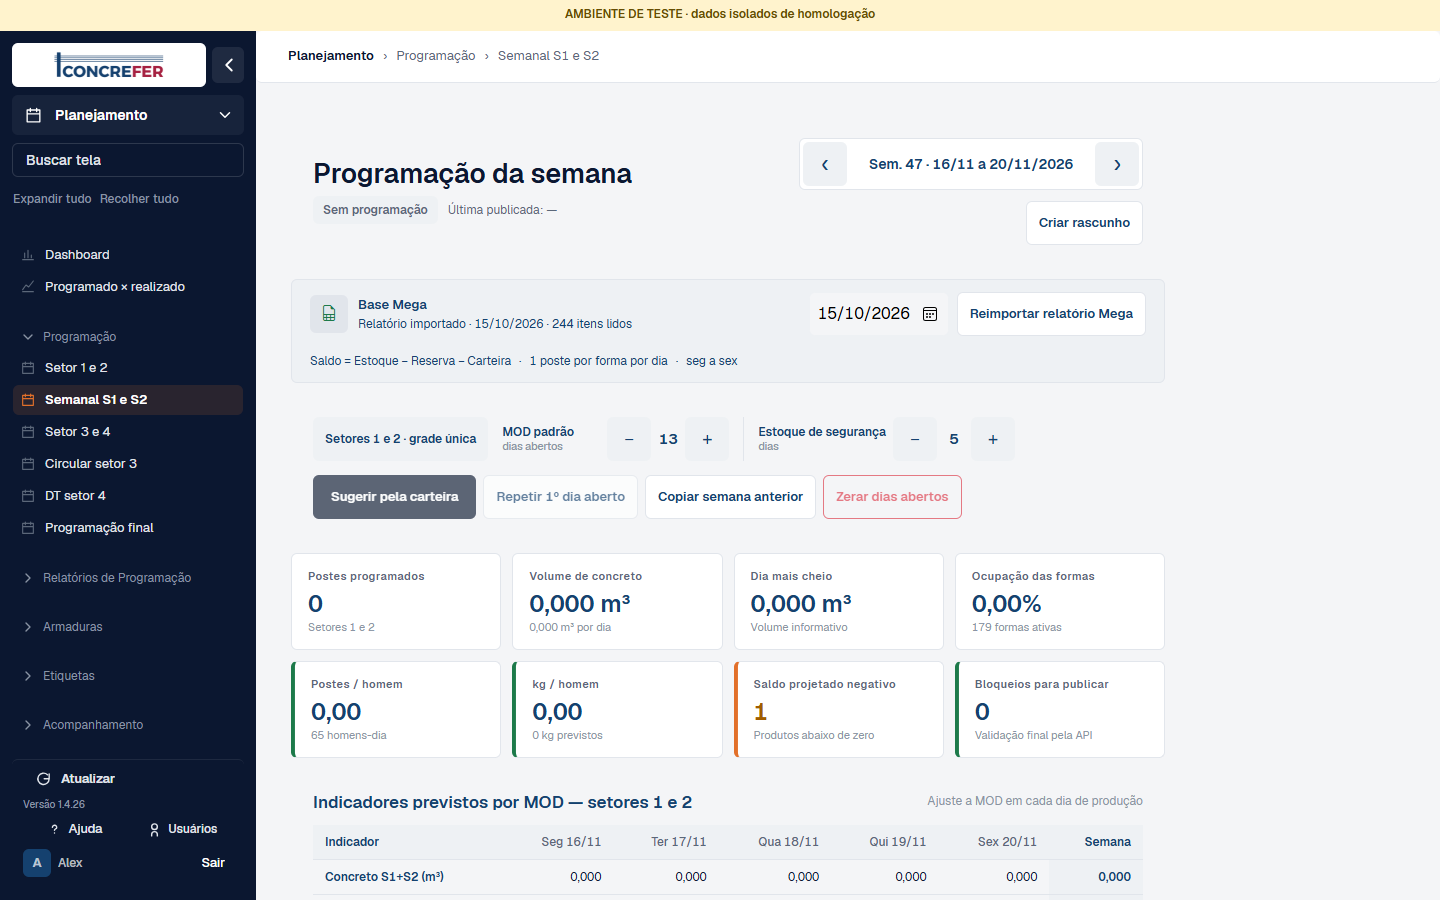 AMBIENTE DE TESTE · dados isolados de homologação
CONCREFER
Planejamento
Buscar tela
Expandir tudo Recolher tudo
Dashboard
Programado × realizado
Programação
Setor 1 e 2
Semanal S1 e S2
Setor 3 e 4
Circular setor 3
DT setor 4
Programação final
Relatórios de Programação
Armaduras
Etiquetas
Acompanhamento
Atualizar
Versão 1.4.26
? Ajuda Usuários
A Alex Sair
Planejamento › Programação › Semanal S1 e S2
Programação da semana
Sem programação Última publicada: —
‹ Sem. 47 · 16/11 a 20/11/2026 ›
Criar rascunho
Base Mega
Relatório importado · 15/10/2026 · 244 itens lidos
15/10/2026
Reimportar relatório Mega
Saldo = Estoque – Reserva – Carteira · 1 poste por forma por dia · seg a sex
Setores 1 e 2 · grade única
MOD padrão
dias abertos
− 13 +
Estoque de segurança
dias
− 5 +
Sugerir pela carteira Repetir 1º dia aberto Copiar semana anterior Zerar dias abertos
Postes programados
0
Setores 1 e 2
Volume de concreto
0,000 m³
0,000 m³ por dia
Dia mais cheio
0,000 m³
Volume informativo
Ocupação das formas
0,00%
179 formas ativas
Postes / homem
0,00
65 homens-dia
kg / homem
0,00
0 kg previstos
Saldo projetado negativo
1
Produtos abaixo de zero
Bloqueios para publicar
0
Validação final pela API
Indicadores previstos por MOD — setores 1 e 2
Ajuste a MOD em cada dia de produção
Indicador Seg 16/11 Ter 17/11 Qua 18/11 Qui 19/11 Sex 20/11 Semana
Concreto S1+S2 (m³) 0,000 0,000 0,000 0,000 0,000 0,000